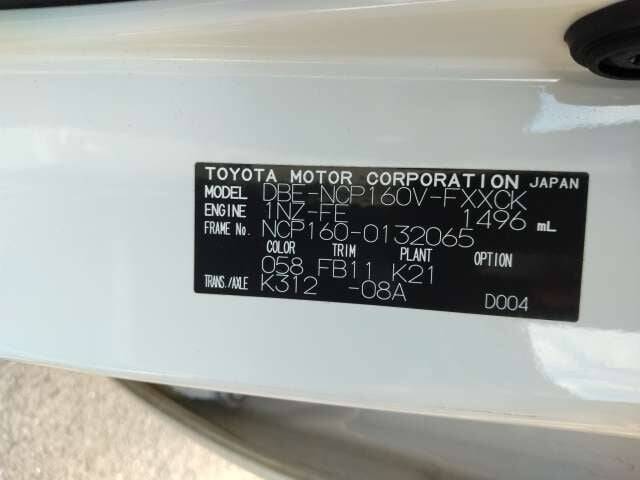 TOYOTA MOTOR CORPORATION JAPAN
MODEL DBE-NCP160V-FXXCK
ENGINE 1NZ-FE 1496 mL
FRAME No. NCP160-0132065
COLOR TRIM PLANT OPTION
058 FB11 K21
TRANS./AXLE K312 -08A
D004